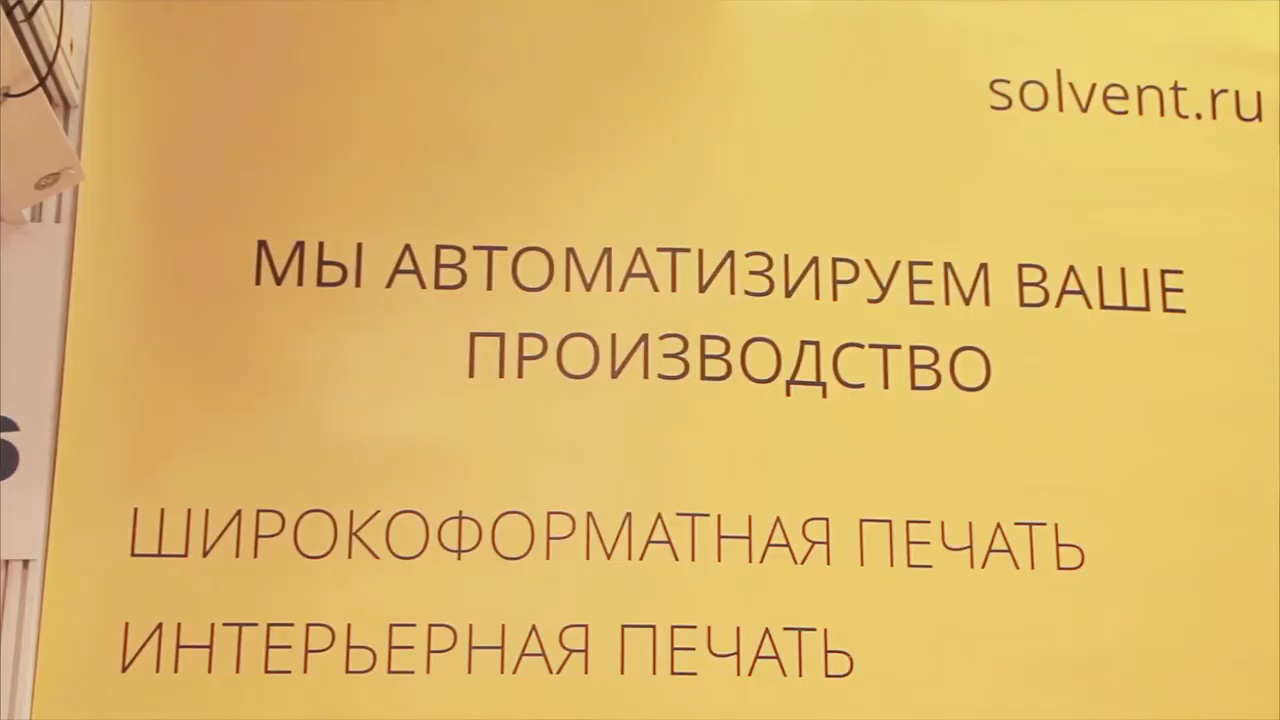 solvent.ru
МЫ АВТОМАТИЗИРУЕМ ВАШЕ
ПРОИЗВОДСТВО
ШИРОКОФОРМАТНАЯ ПЕЧАТЬ
ИНТЕРЬЕРНАЯ ПЕЧАТЬ